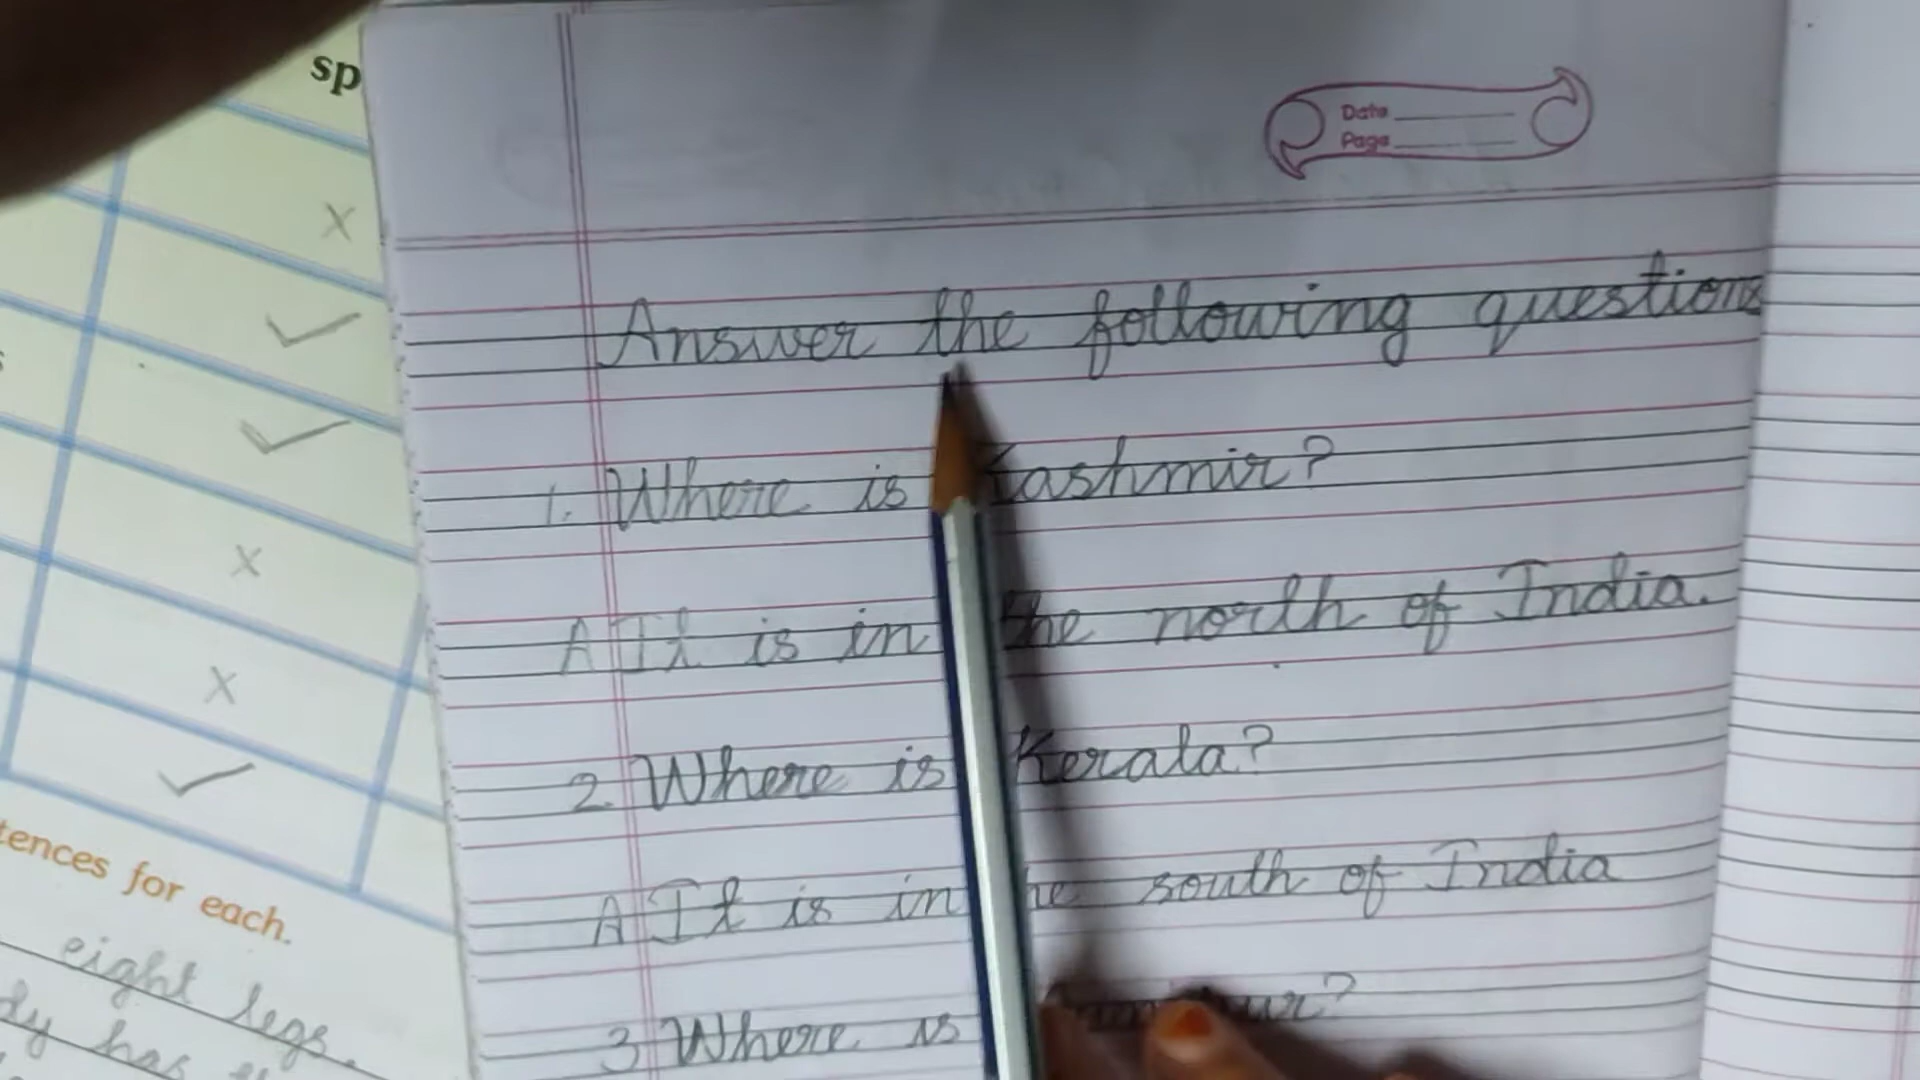 sp
Date
Page
Answer the following questions
1. Where is Kashmir?
A It is in the north of India.
2. Where is Kerala?
A It is in the south of India
3 Where is
tences for each.
eight legs.
has